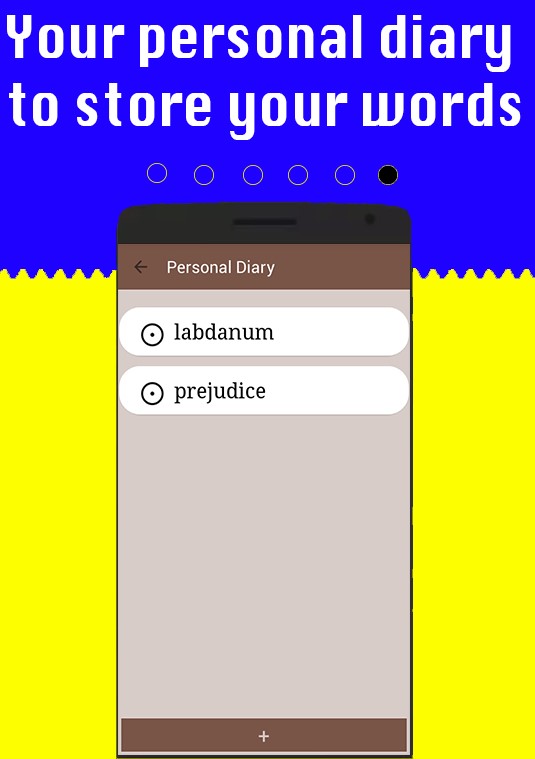 Your personal diary
to store your words
Personal Diary
labdanum
prejudice
+